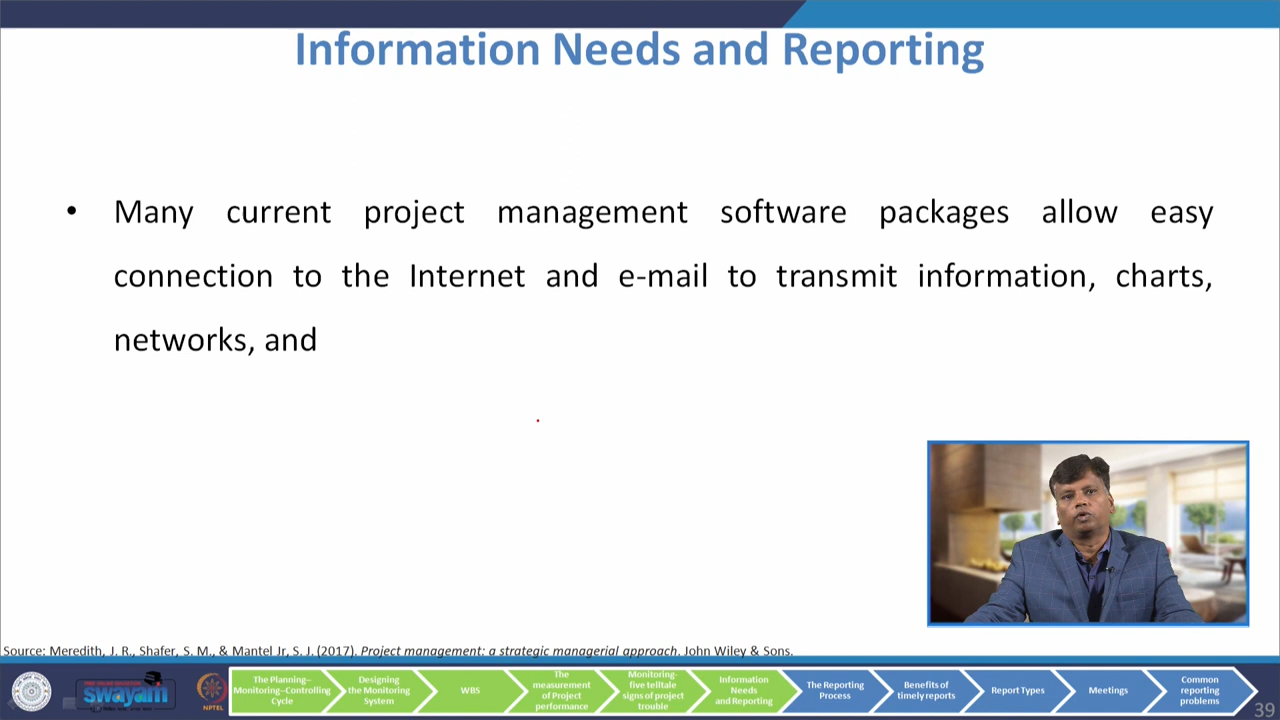 Information Needs and Reporting
• Many current project management software packages allow easy
connection to the Internet and e-mail to transmit information, charts,
networks, and
Source: Meredith, J. R., Shafer, S. M., & Mantel Jr, S. J. (2017). Project management: a strategic managerial approach. John Wiley & Sons.
swayam
NPTEL
The Planning–
Monitoring–Controlling
Cycle
Designing
the Monitoring
System
WBS
The
measurement
of Project
performance
Monitoring-
five telltale
signs of project
trouble
Information
Needs
and Reporting
The Reporting
Process
Benefits of
timely reports
Report Types
Meetings
Common
reporting
problems
39